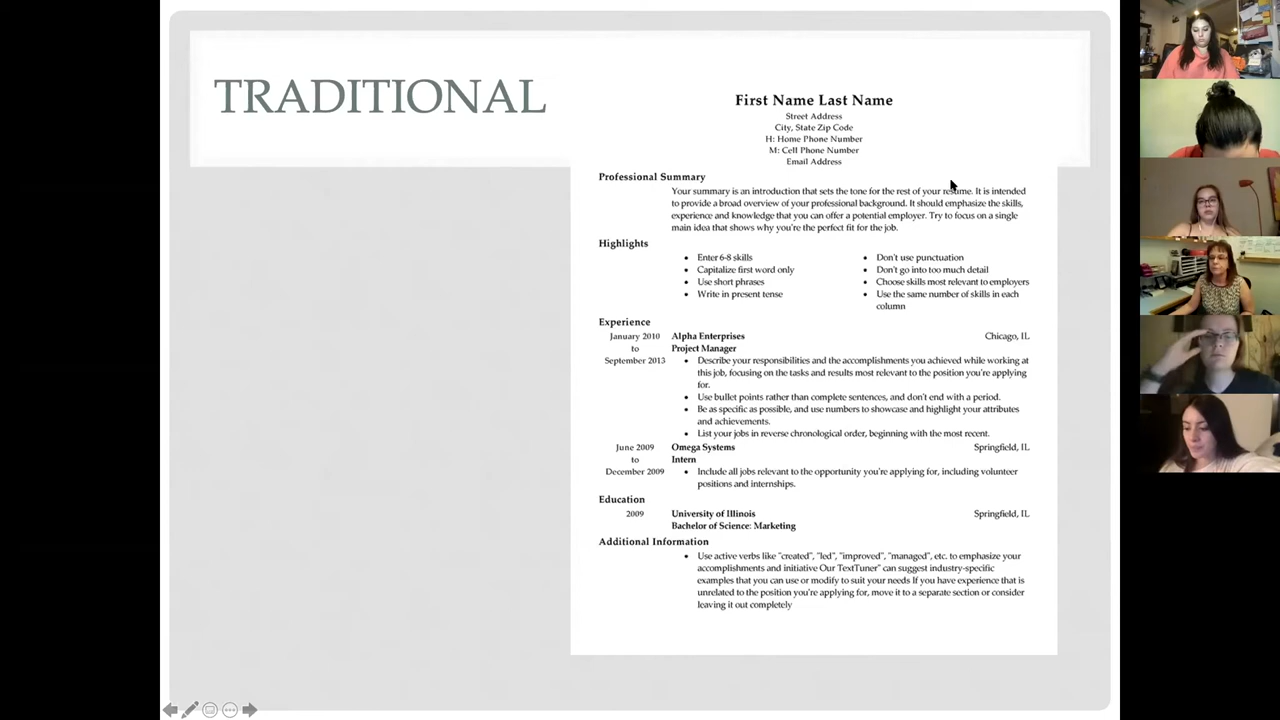 TRADITIONAL
First Name Last Name
Street Address
City, State Zip Code
H: Home Phone Number
M: Cell Phone Number
Email Address
Professional Summary
Your summary is an introduction that sets the tone for the rest of your resume. It is intended
to provide a broad overview of your professional background. It should emphasize the skills,
experience and knowledge that you can offer a potential employer. Try to focus on a single
main idea that shows why you're the perfect fit for the job.
Highlights
• Enter 6-8 skills
• Capitalize first word only
• Use short phrases
• Write in present tense
• Don't use punctuation
• Don't go into too much detail
• Choose skills most relevant to employers
• Use the same number of skills in each
column
Experience
January 2010
to
September 2013
Alpha Enterprises Chicago, IL
Project Manager
• Describe your responsibilities and the accomplishments you achieved while working at
this job, focusing on the tasks and results most relevant to the position you're applying
for.
• Use bullet points rather than complete sentences, and don't end with a period.
• Be as specific as possible, and use numbers to showcase and highlight your attributes
and achievements.
• List your jobs in reverse chronological order, beginning with the most recent.
June 2009
to
December 2009
Omega Systems Springfield, IL
Intern
• Include all jobs relevant to the opportunity you're applying for, including volunteer
positions and internships.
Education
2009 University of Illinois Springfield, IL
Bachelor of Science: Marketing
Additional Information
• Use active verbs like "created", "led", "improved", "managed", etc. to emphasize your
accomplishments and initiative Our TextTuner" can suggest industry-specific
examples that you can use or modify to suit your needs If you have experience that is
unrelated to the position you're applying for, move it to a separate section or consider
leaving it out completely